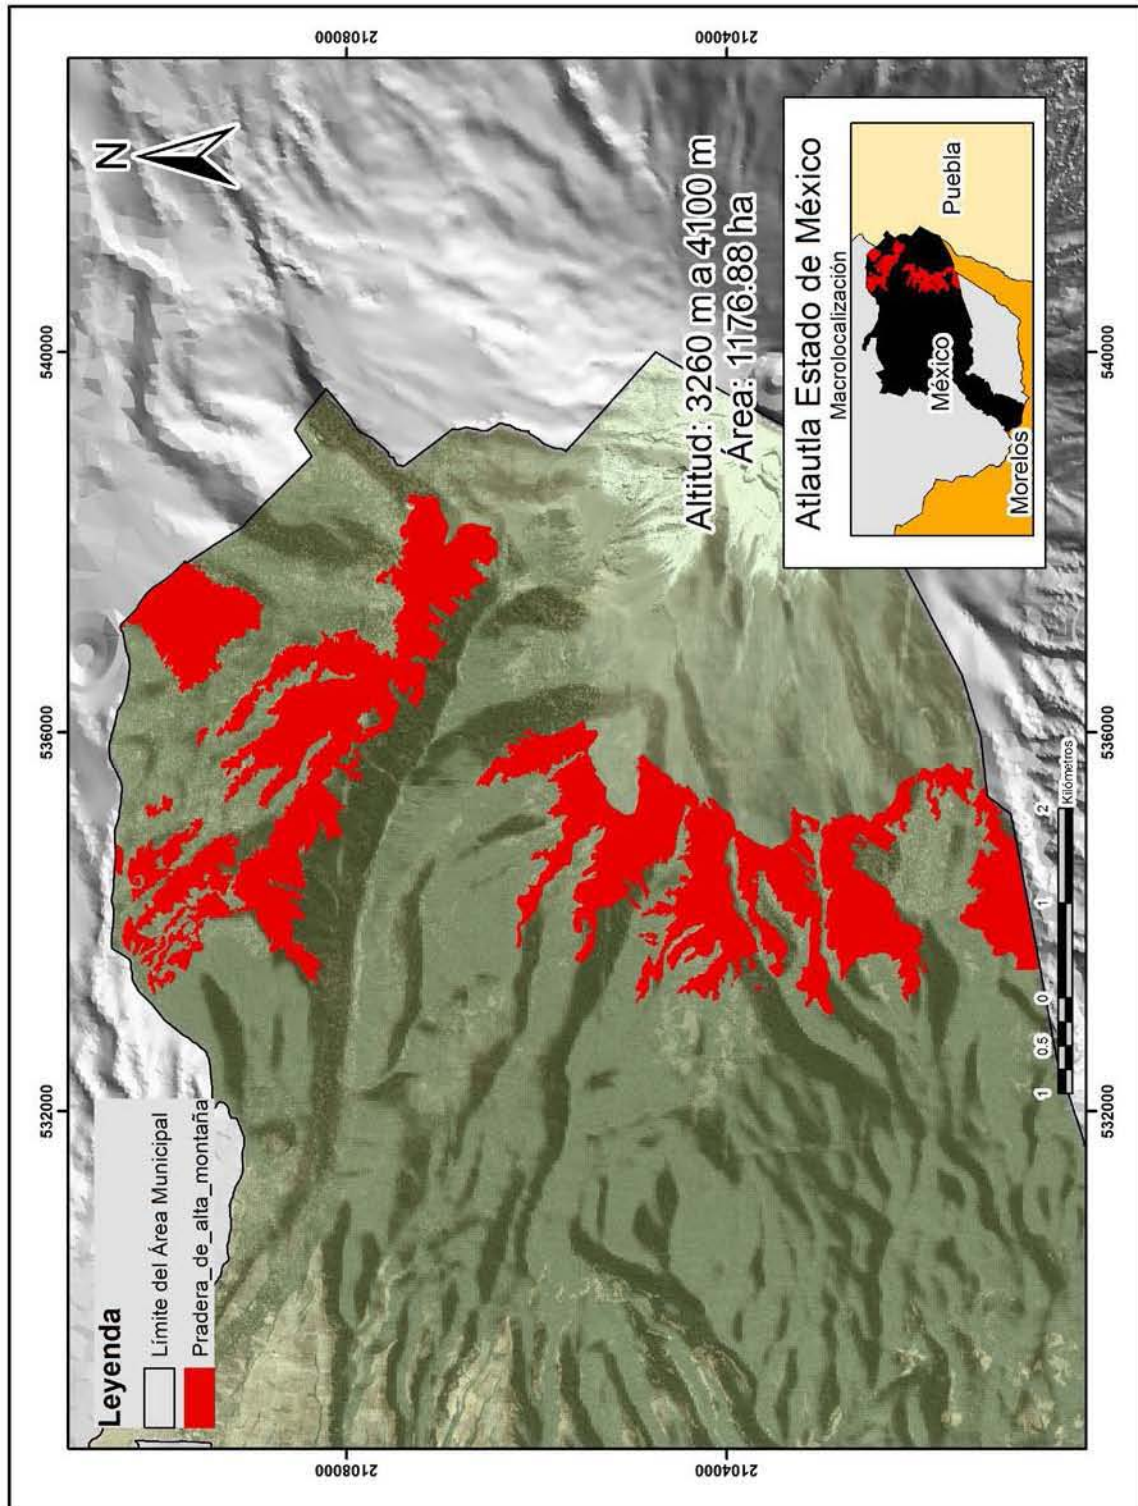 532000
536000
540000
N
Leyenda
Límite del Área Municipal
Pradera_de_alta_montaña
2108000
2108000
2104000
2104000
Altitud: 3260 m a 4100 m
Área: 1176.88 ha
Atlautla Estado de México
Macrolocalización
México
Puebla
Morelos
1 0.5 0 1 2
Kilómetros
532000
536000
540000